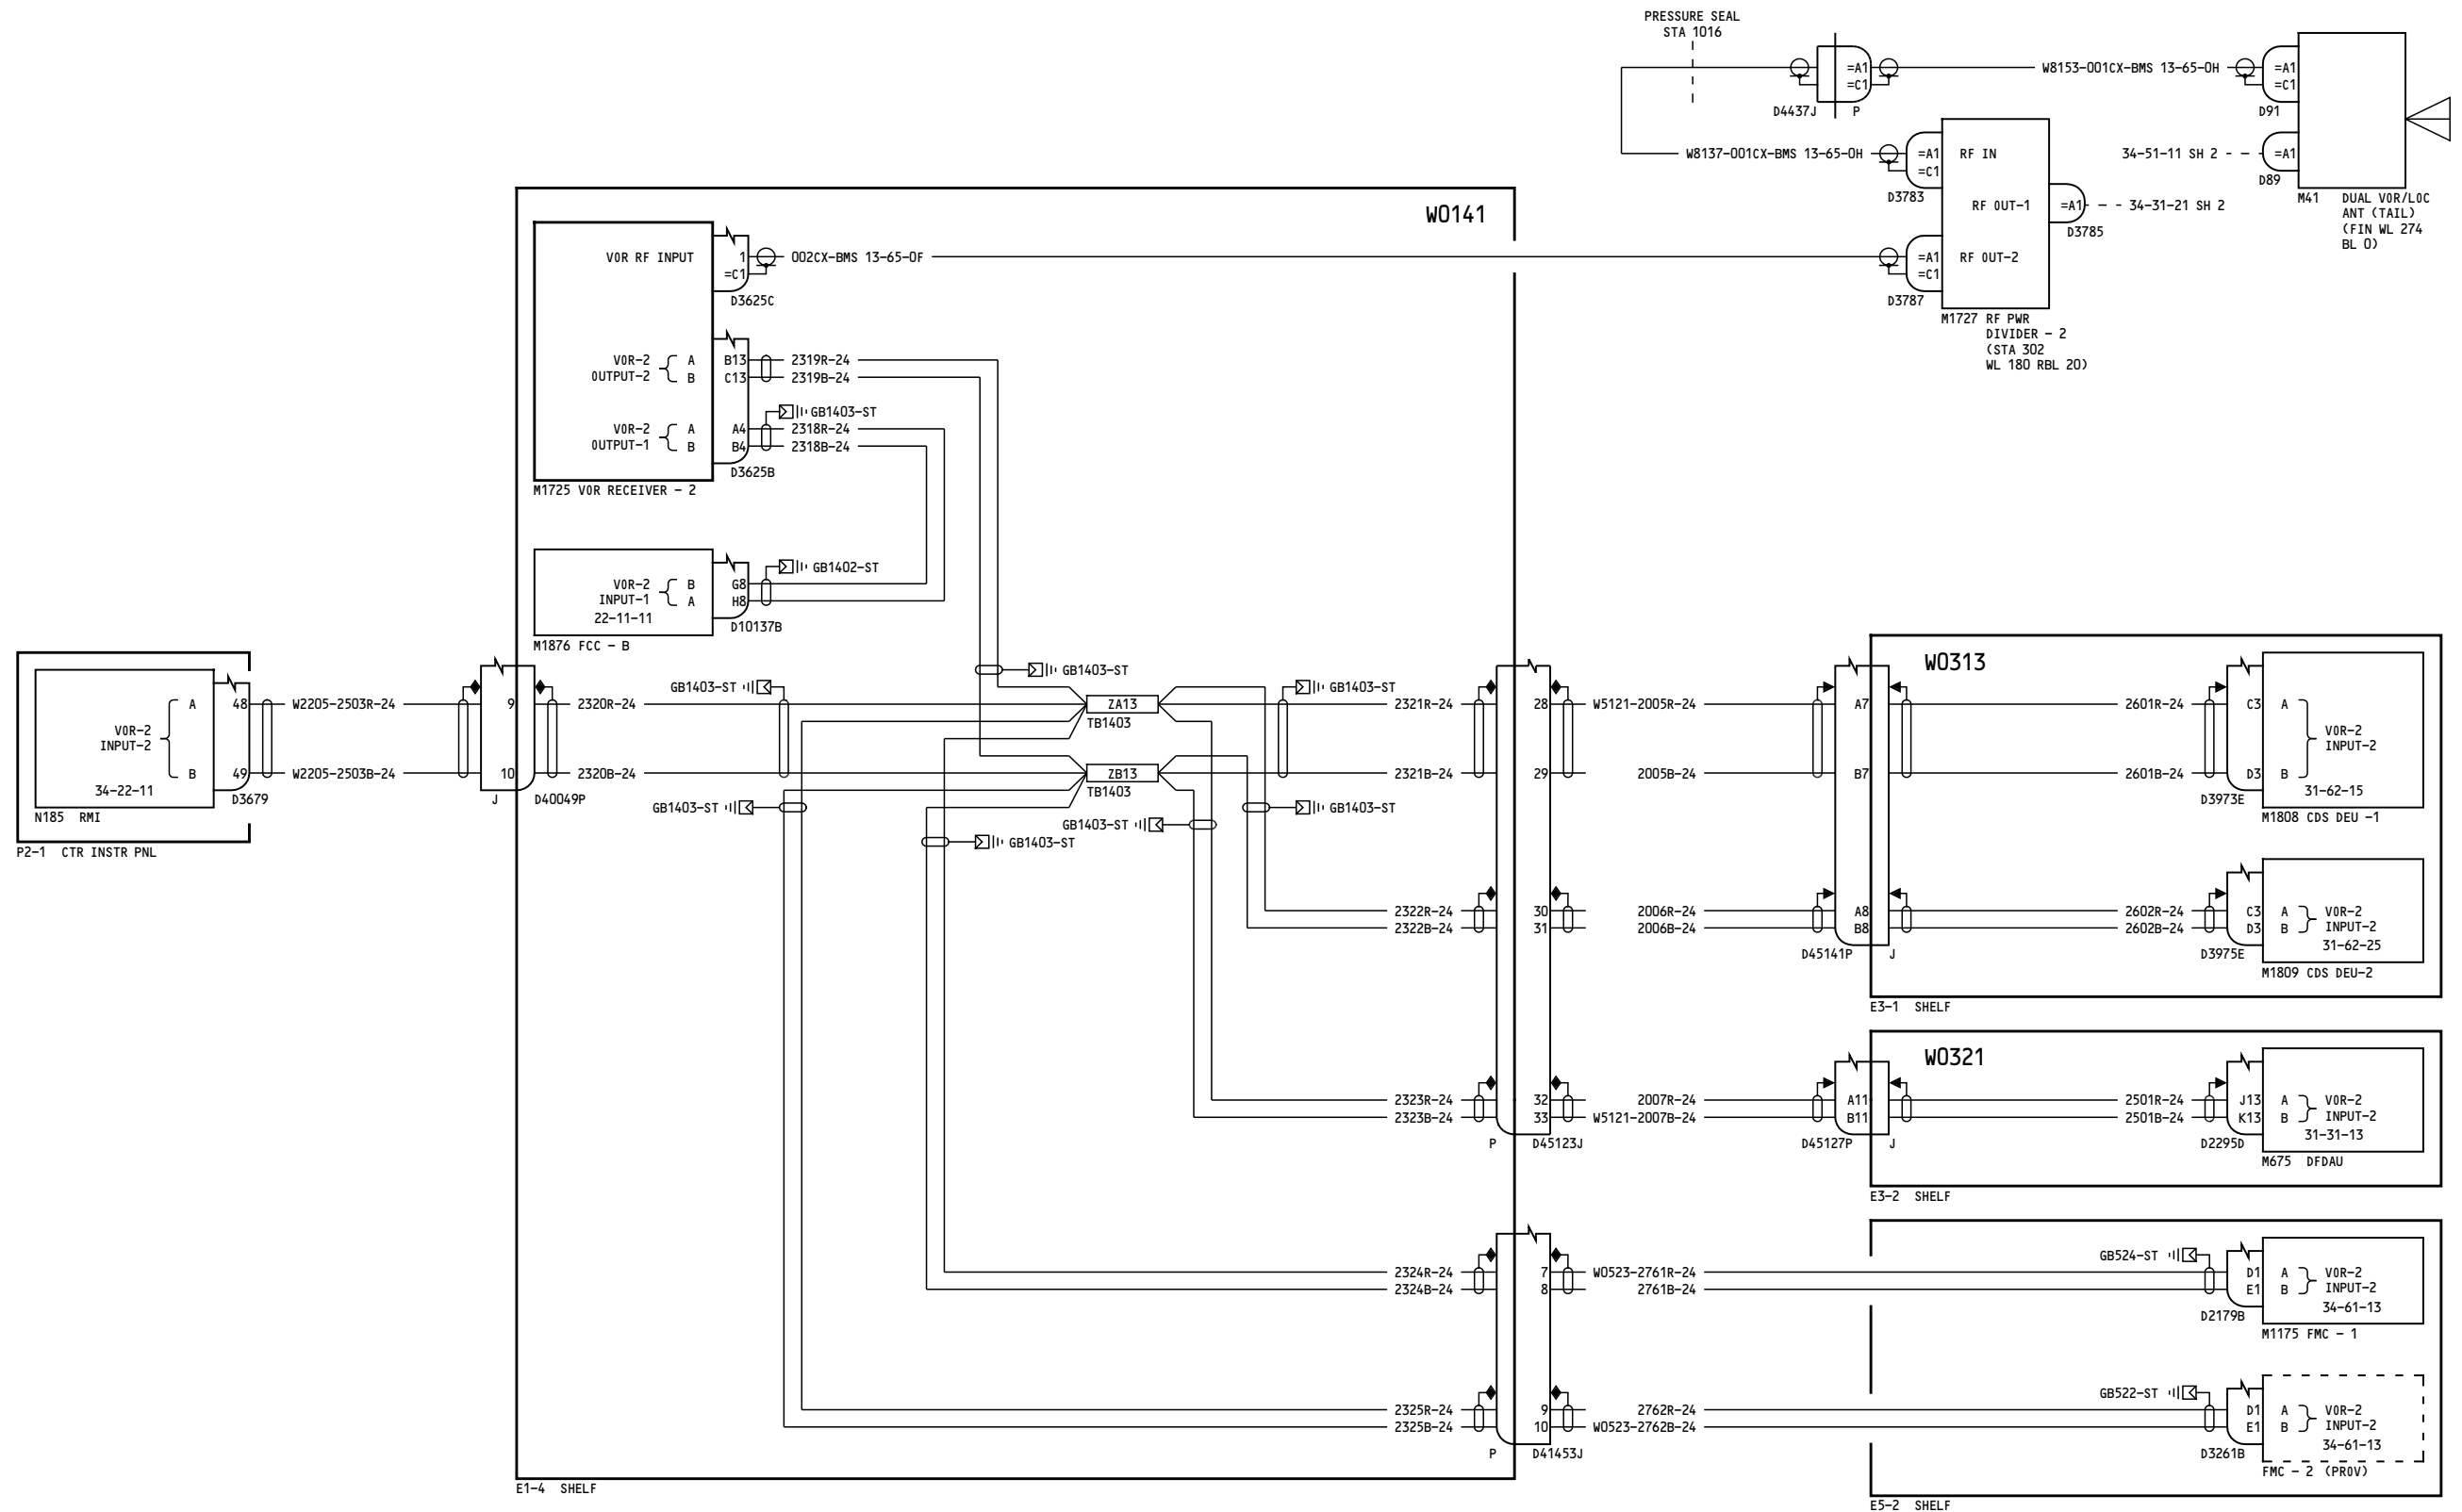 PRESSURE SEAL
STA 1016
=A1
=C1
D4437J
P
W8153-001CX-BMS 13-65-0H
=A1
=C1
D91
34-51-11 SH 2
=A1
D89
M41
DUAL VOR/LOC
ANT (TAIL)
(FIN WL 274
BL 0)
W8137-001CX-BMS 13-65-0H
=A1
=C1
D3783
RF IN
RF OUT-1
=A1
34-31-21 SH 2
D3785
=A1
=C1
RF OUT-2
D3787
M1727 RF PWR
DIVIDER - 2
(STA 302
WL 180 RBL 20)
W0141
VOR RF INPUT
1
=C1
002CX-BMS 13-65-0F
D3625C
VOR-2
OUTPUT-2
A
B
B13
C13
2319R-24
2319B-24
GB1403-ST
VOR-2
OUTPUT-1
A
B
A4
B4
2318R-24
2318B-24
D3625B
M1725 VOR RECEIVER - 2
GB1402-ST
VOR-2
INPUT-1
B
A
22-11-11
G8
H8
D10137B
M1876 FCC - B
A
B
VOR-2
INPUT-2
34-22-11
48
49
D3679
N185 RMI
P2-1 CTR INSTR PNL
W2205-2503R-24
W2205-2503B-24
9
10
J
D40049P
2320R-24
2320B-24
GB1403-ST
GB1403-ST
GB1403-ST
ZA13
TB1403
ZB13
TB1403
GB1403-ST
GB1403-ST
GB1403-ST
GB1403-ST
2321R-24
2321B-24
2322R-24
2322B-24
2323R-24
2323B-24
28
29
30
31
32
33
P
D45123J
2324R-24
2324B-24
2325R-24
2325B-24
7
8
9
10
P
D41453J
E1-4 SHELF
W5121-2005R-24
2005B-24
2006R-24
2006B-24
2007R-24
W5121-2007B-24
W0523-2761R-24
2761B-24
2762R-24
W0523-2762B-24
W0313
A7
B7
A8
B8
D45141P
J
2601R-24
2601B-24
C3
D3
D3973E
A
B
VOR-2
INPUT-2
31-62-15
M1808 CDS DEU -1
2602R-24
2602B-24
C3
D3
D3975E
A
B
VOR-2
INPUT-2
31-62-25
M1809 CDS DEU-2
E3-1 SHELF
W0321
A11
B11
D45127P
J
2501R-24
2501B-24
J13
K13
D2295D
A
B
VOR-2
INPUT-2
31-31-13
M675 DFDAU
E3-2 SHELF
GB524-ST
D1
E1
D2179B
A
B
VOR-2
INPUT-2
34-61-13
M1175 FMC - 1
GB522-ST
D1
E1
D3261B
A
B
VOR-2
INPUT-2
34-61-13
FMC - 2 (PROV)
E5-2 SHELF